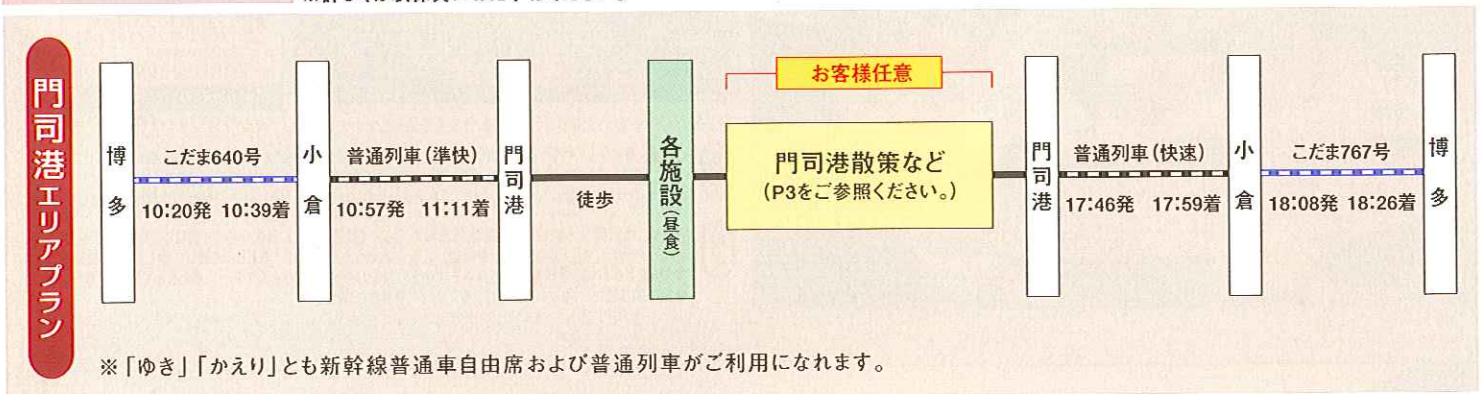 門司港エリアプラン
博多
こだま640号
10:20発 10:39着
小倉
普通列車(準快)
10:57発 11:11着
門司港
徒歩
各施設(昼食)
お客様任意
門司港散策など
(P3をご参照ください。)
門司港
普通列車(快速)
17:46発 17:59着
小倉
こだま767号
18:08発 18:26着
博多
※「ゆき」「かえり」とも新幹線普通車自由席および普通列車がご利用になれます。